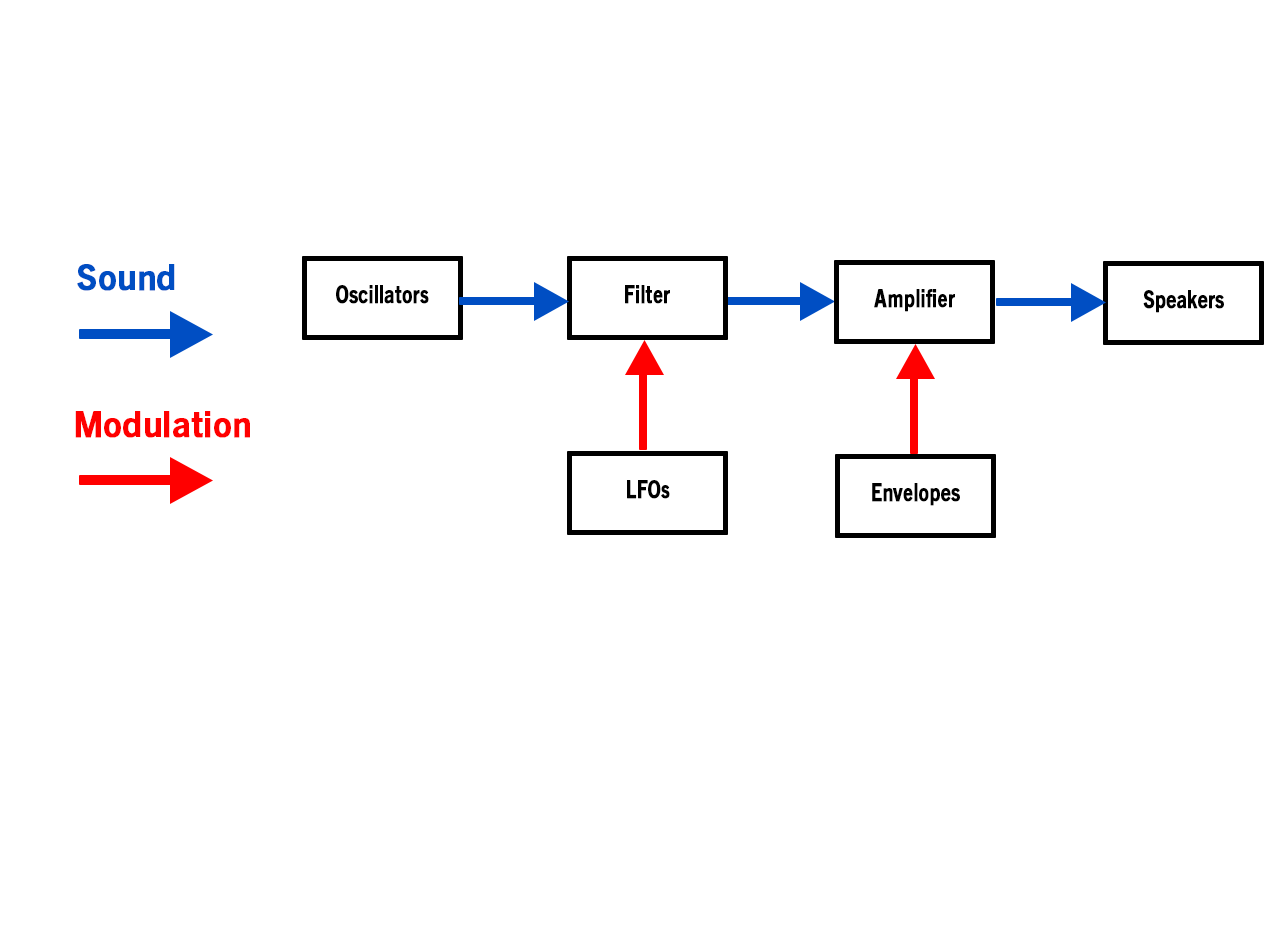 Sound
Modulation
Oscillators
Filter
Amplifier
Speakers
LFOs
Envelopes